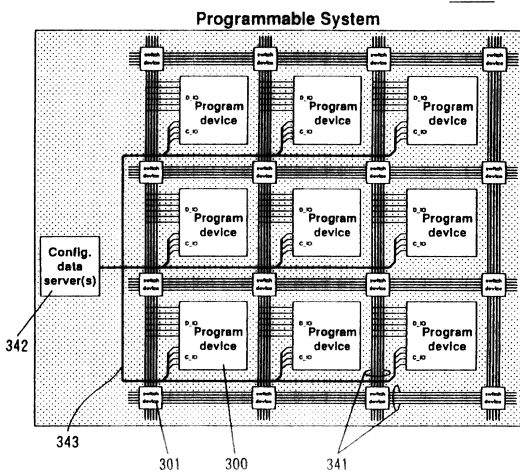 Programmable System
switch device
switch device
switch device
switch device
D_IO
Program device
C_IO
D_IO
Program device
C_IO
D_IO
Program device
C_IO
switch device
switch device
switch device
switch device
D_IO
Program device
C_IO
D_IO
Program device
C_IO
D_IO
Program device
C_IO
Config.
data
server(s)
switch device
switch device
switch device
switch device
342
D_IO
Program device
C_IO
D_IO
Program device
C_IO
D_IO
Program device
C_IO
switch device
switch device
switch device
switch device
343
301
300
341